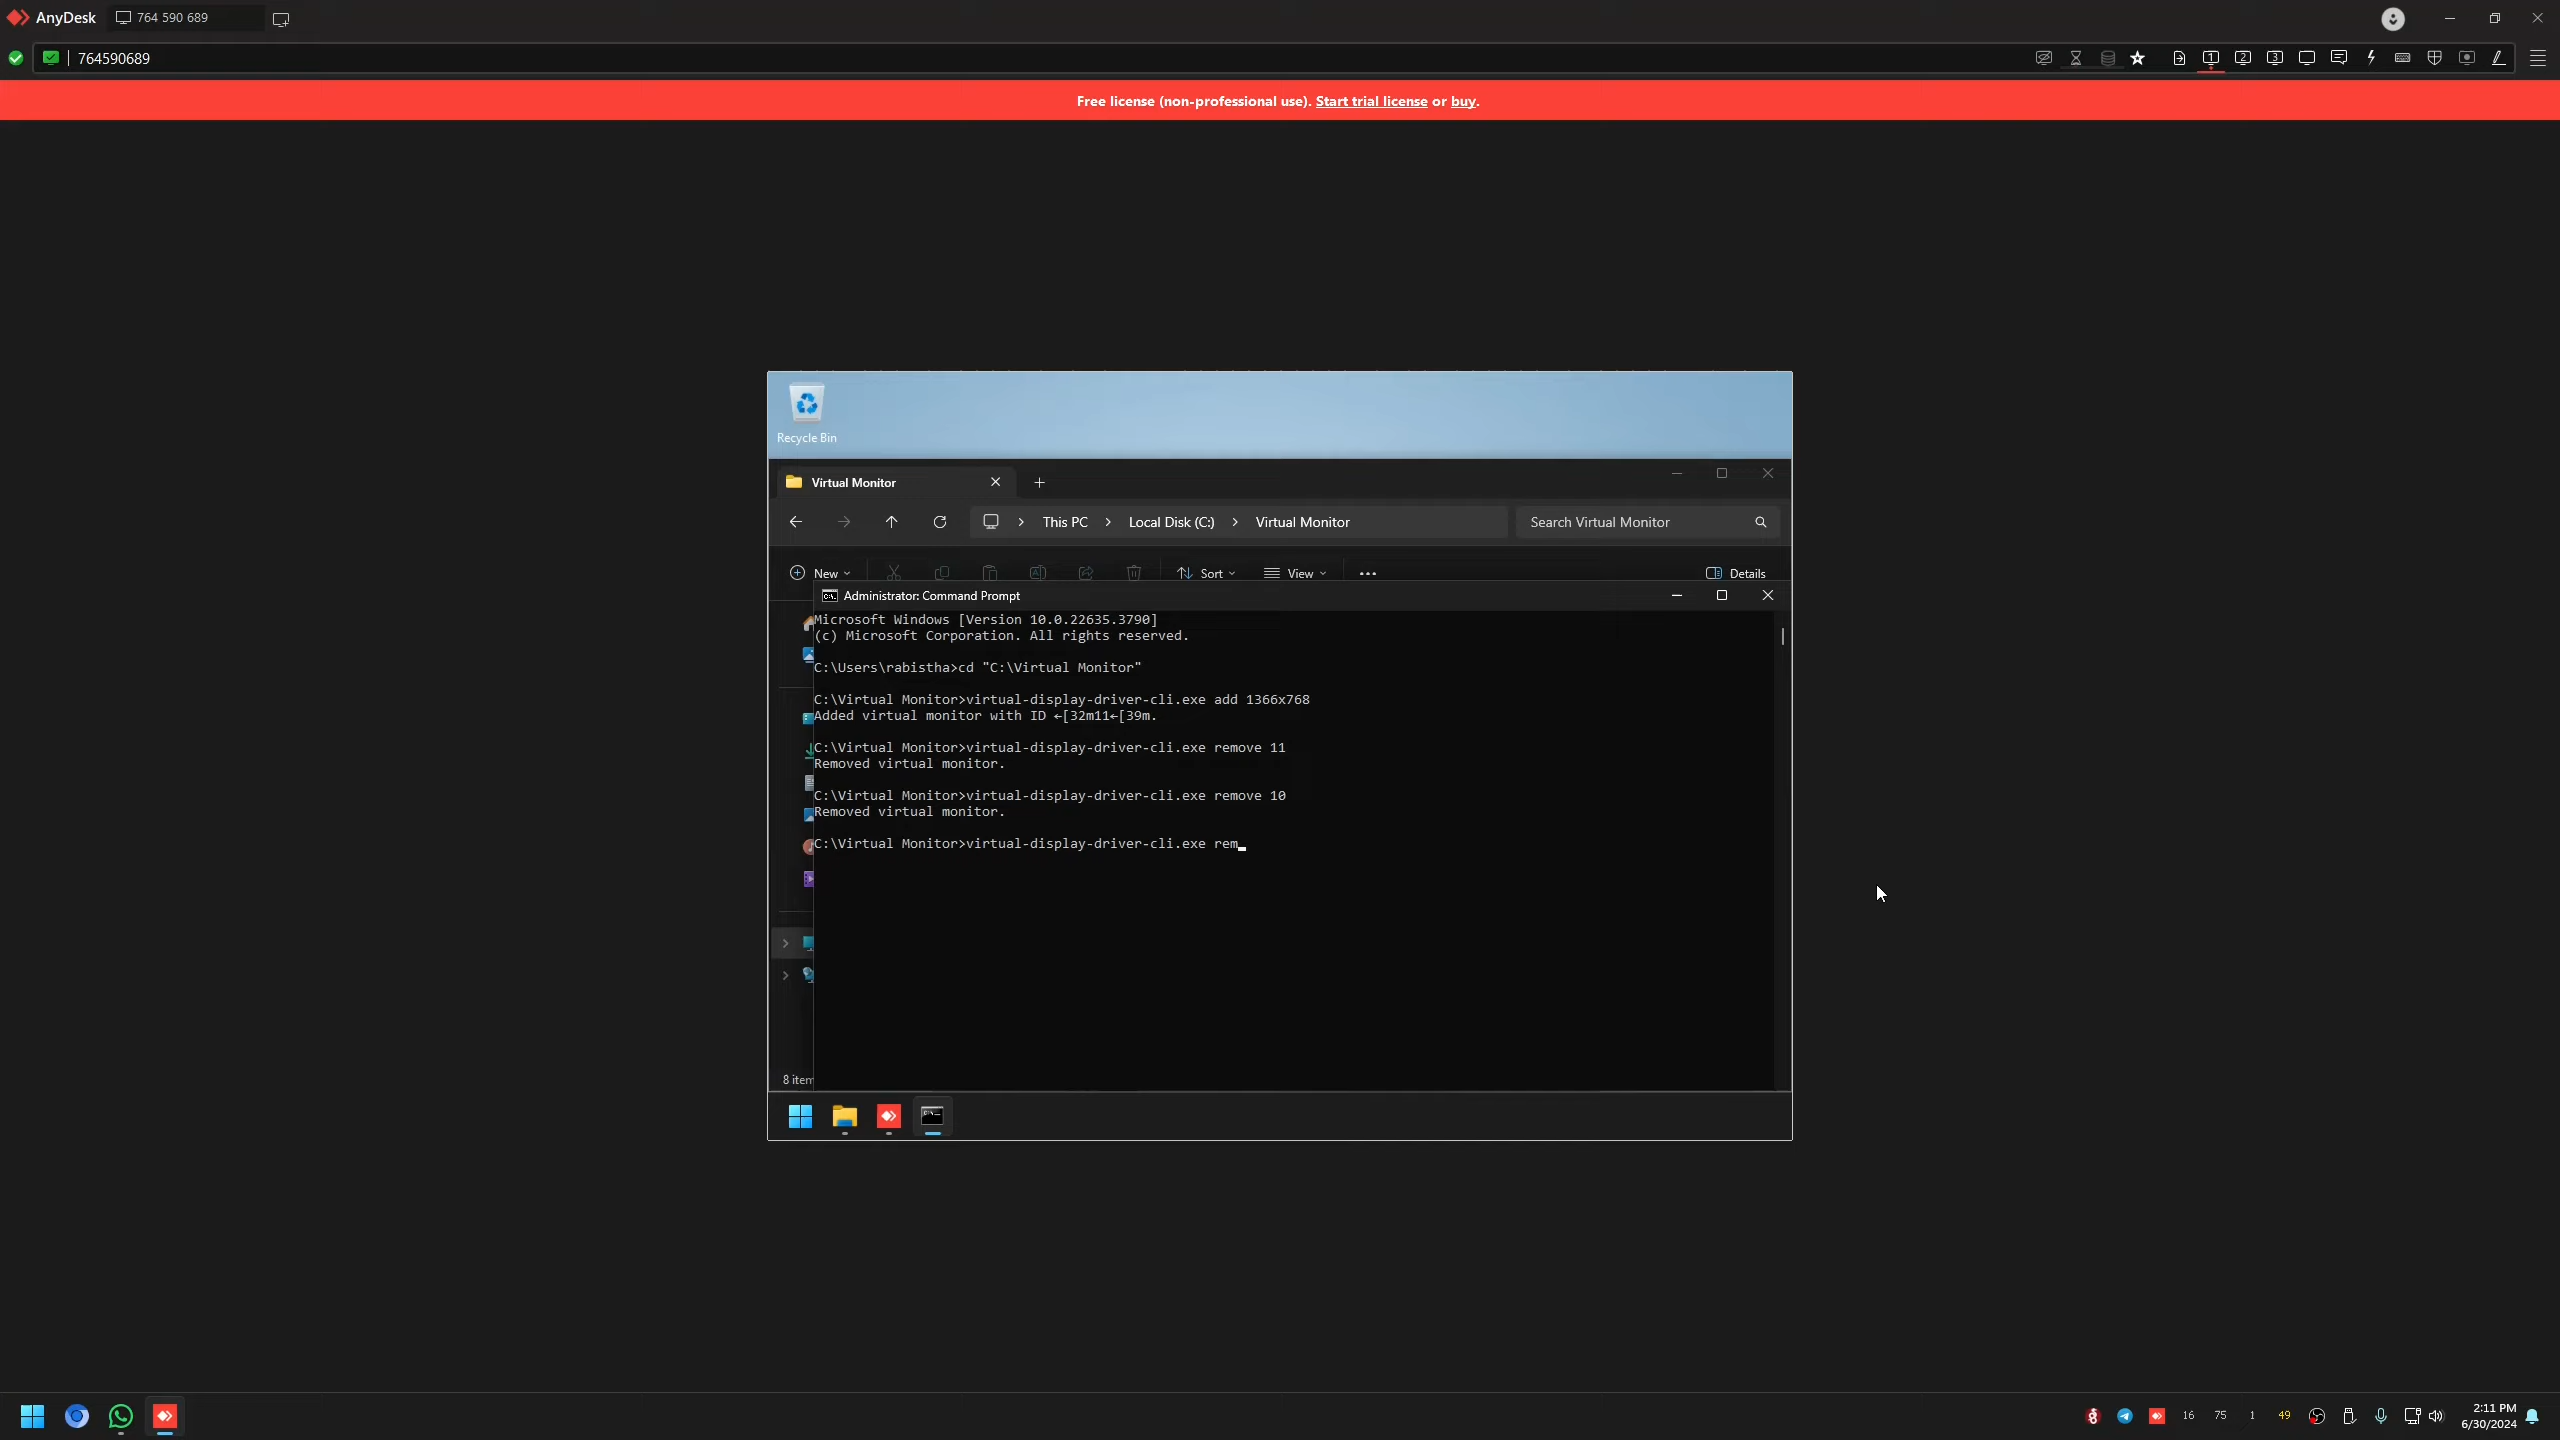 AnyDesk
764 590 689
764590689
1
2
3
Free license (non-professional use). Start trial license or buy.
Recycle Bin
Virtual Monitor
This PC > Local Disk (C:) > Virtual Monitor
Search Virtual Monitor
New
Sort
View
Details
Administrator: Command Prompt
Microsoft Windows [Version 10.0.22635.3790]
(c) Microsoft Corporation. All rights reserved.
C:\Users\rabistha>cd "C:\Virtual Monitor"
C:\Virtual Monitor>virtual-display-driver-cli.exe add 1366x768
Added virtual monitor with ID ←[32m11←[39m.
C:\Virtual Monitor>virtual-display-driver-cli.exe remove 11
Removed virtual monitor.
C:\Virtual Monitor>virtual-display-driver-cli.exe remove 10
Removed virtual monitor.
C:\Virtual Monitor>virtual-display-driver-cli.exe rem_
8 item
16
75
1
49
2:11 PM
6/30/2024